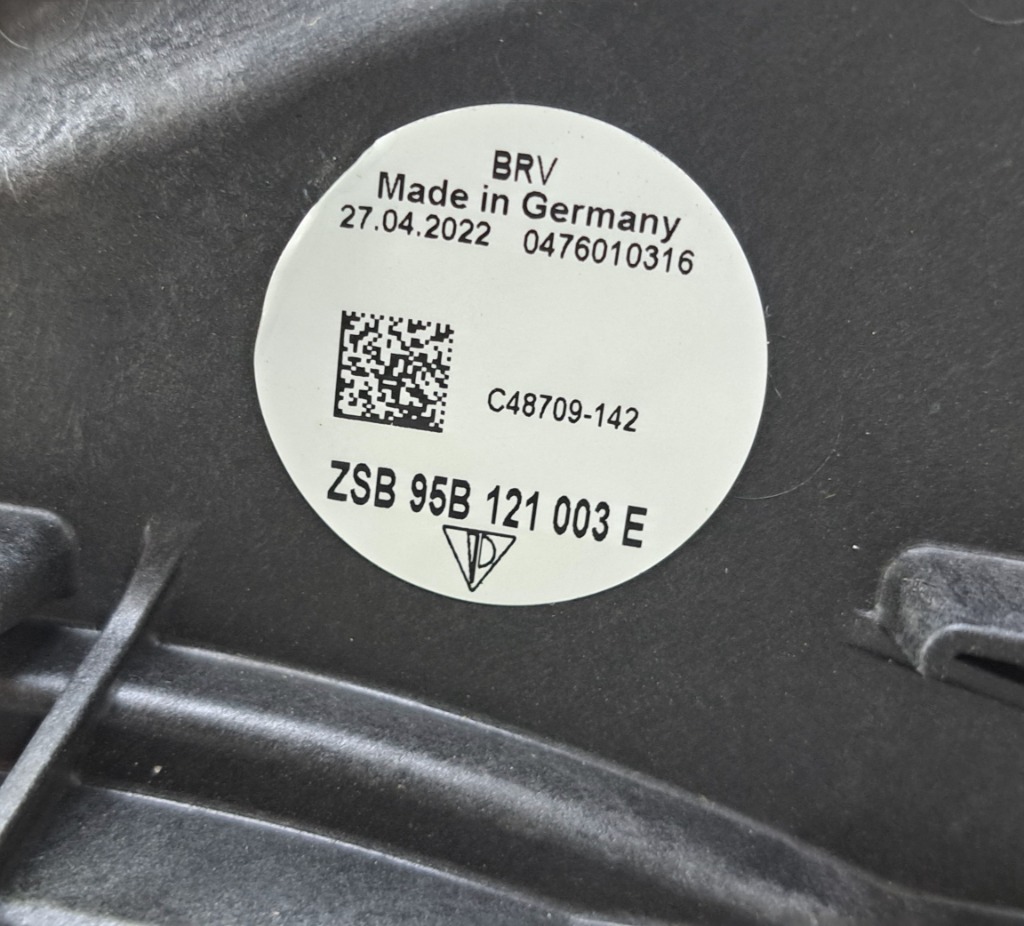 BRV
Made in Germany
27.04.2022 0476010316
C48709-142
ZSB 95B 121 003 E